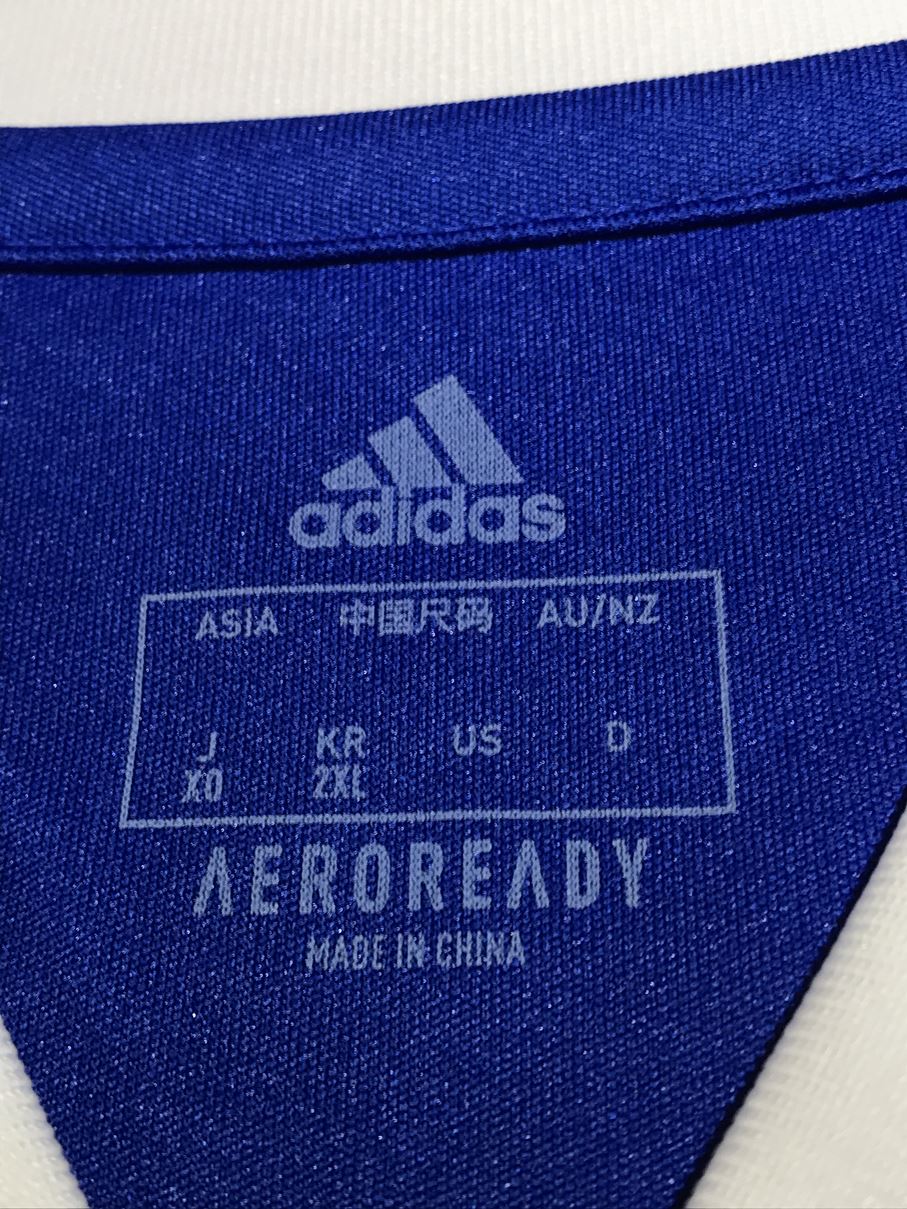 adidas
ASIA 中国尺码 AU/NZ
J KR US D
XO 2XL
AEROREADY
MADE IN CHINA